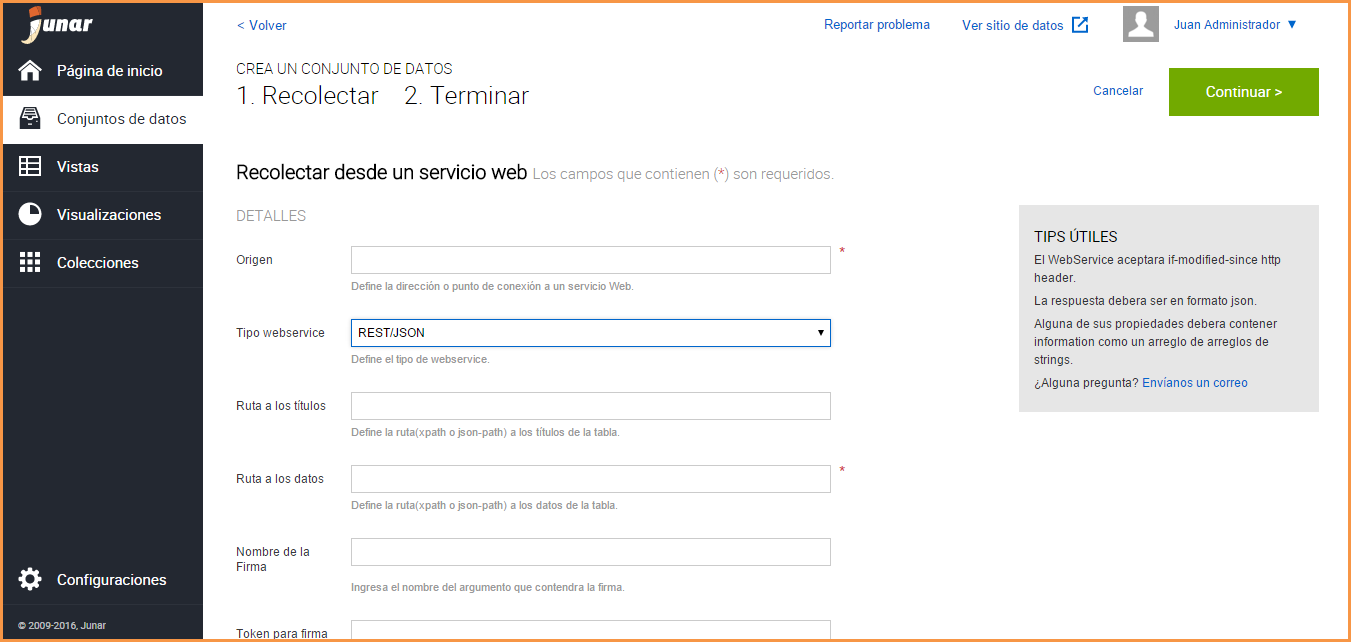 junar
Página de inicio
Conjuntos de datos
Vistas
Visualizaciones
Colecciones
Configuraciones
© 2009-2016, Junar
< Volver
Reportar problema
Ver sitio de datos
Juan Administrador ▼
CREA UN CONJUNTO DE DATOS
1. Recolectar 2. Terminar
Cancelar
Continuar >
Recolectar desde un servicio web Los campos que contienen (*) son requeridos.
DETALLES
Origen
*
Define la dirección o punto de conexión a un servicio Web.
Tipo webservice
REST/JSON
Define el tipo de webservice.
Ruta a los títulos
Define la ruta(xpath o json-path) a los títulos de la tabla.
Ruta a los datos
*
Define la ruta(xpath o json-path) a los datos de la tabla.
Nombre de la
Firma
Ingresa el nombre del argumento que contendra la firma.
Token para firma
TIPS ÚTILES
El WebService aceptara if-modified-since http
header.
La respuesta debera ser en formato json.
Alguna de sus propiedades debera contener
information como un arreglo de arreglos de
strings.
¿Alguna pregunta? Envíanos un correo